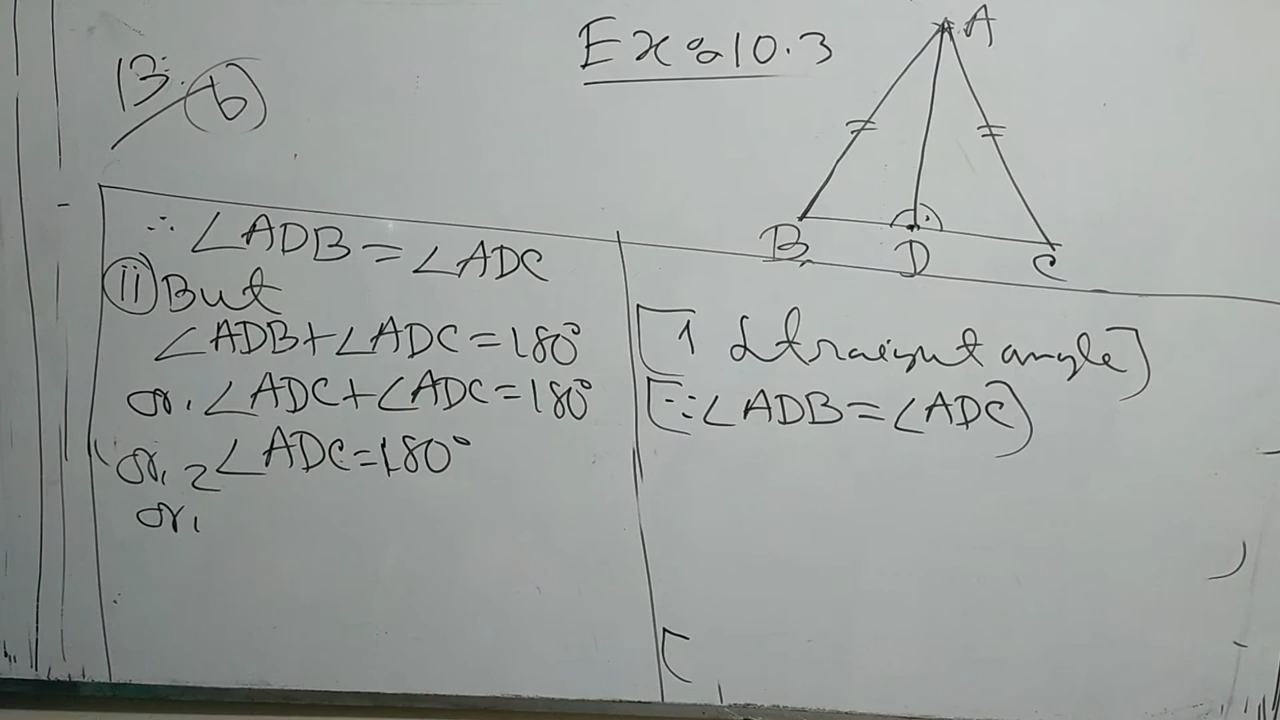 Ex: 10.3
13. b
A
B
D
C
∴ ∠ADB = ∠ADC
ii But
∠ADB + ∠ADC = 180°
[1 Straight angle]
or, ∠ADC + ∠ADC = 180°
[∵ ∠ADB = ∠ADC]
or, 2∠ADC = 180°
or,
[